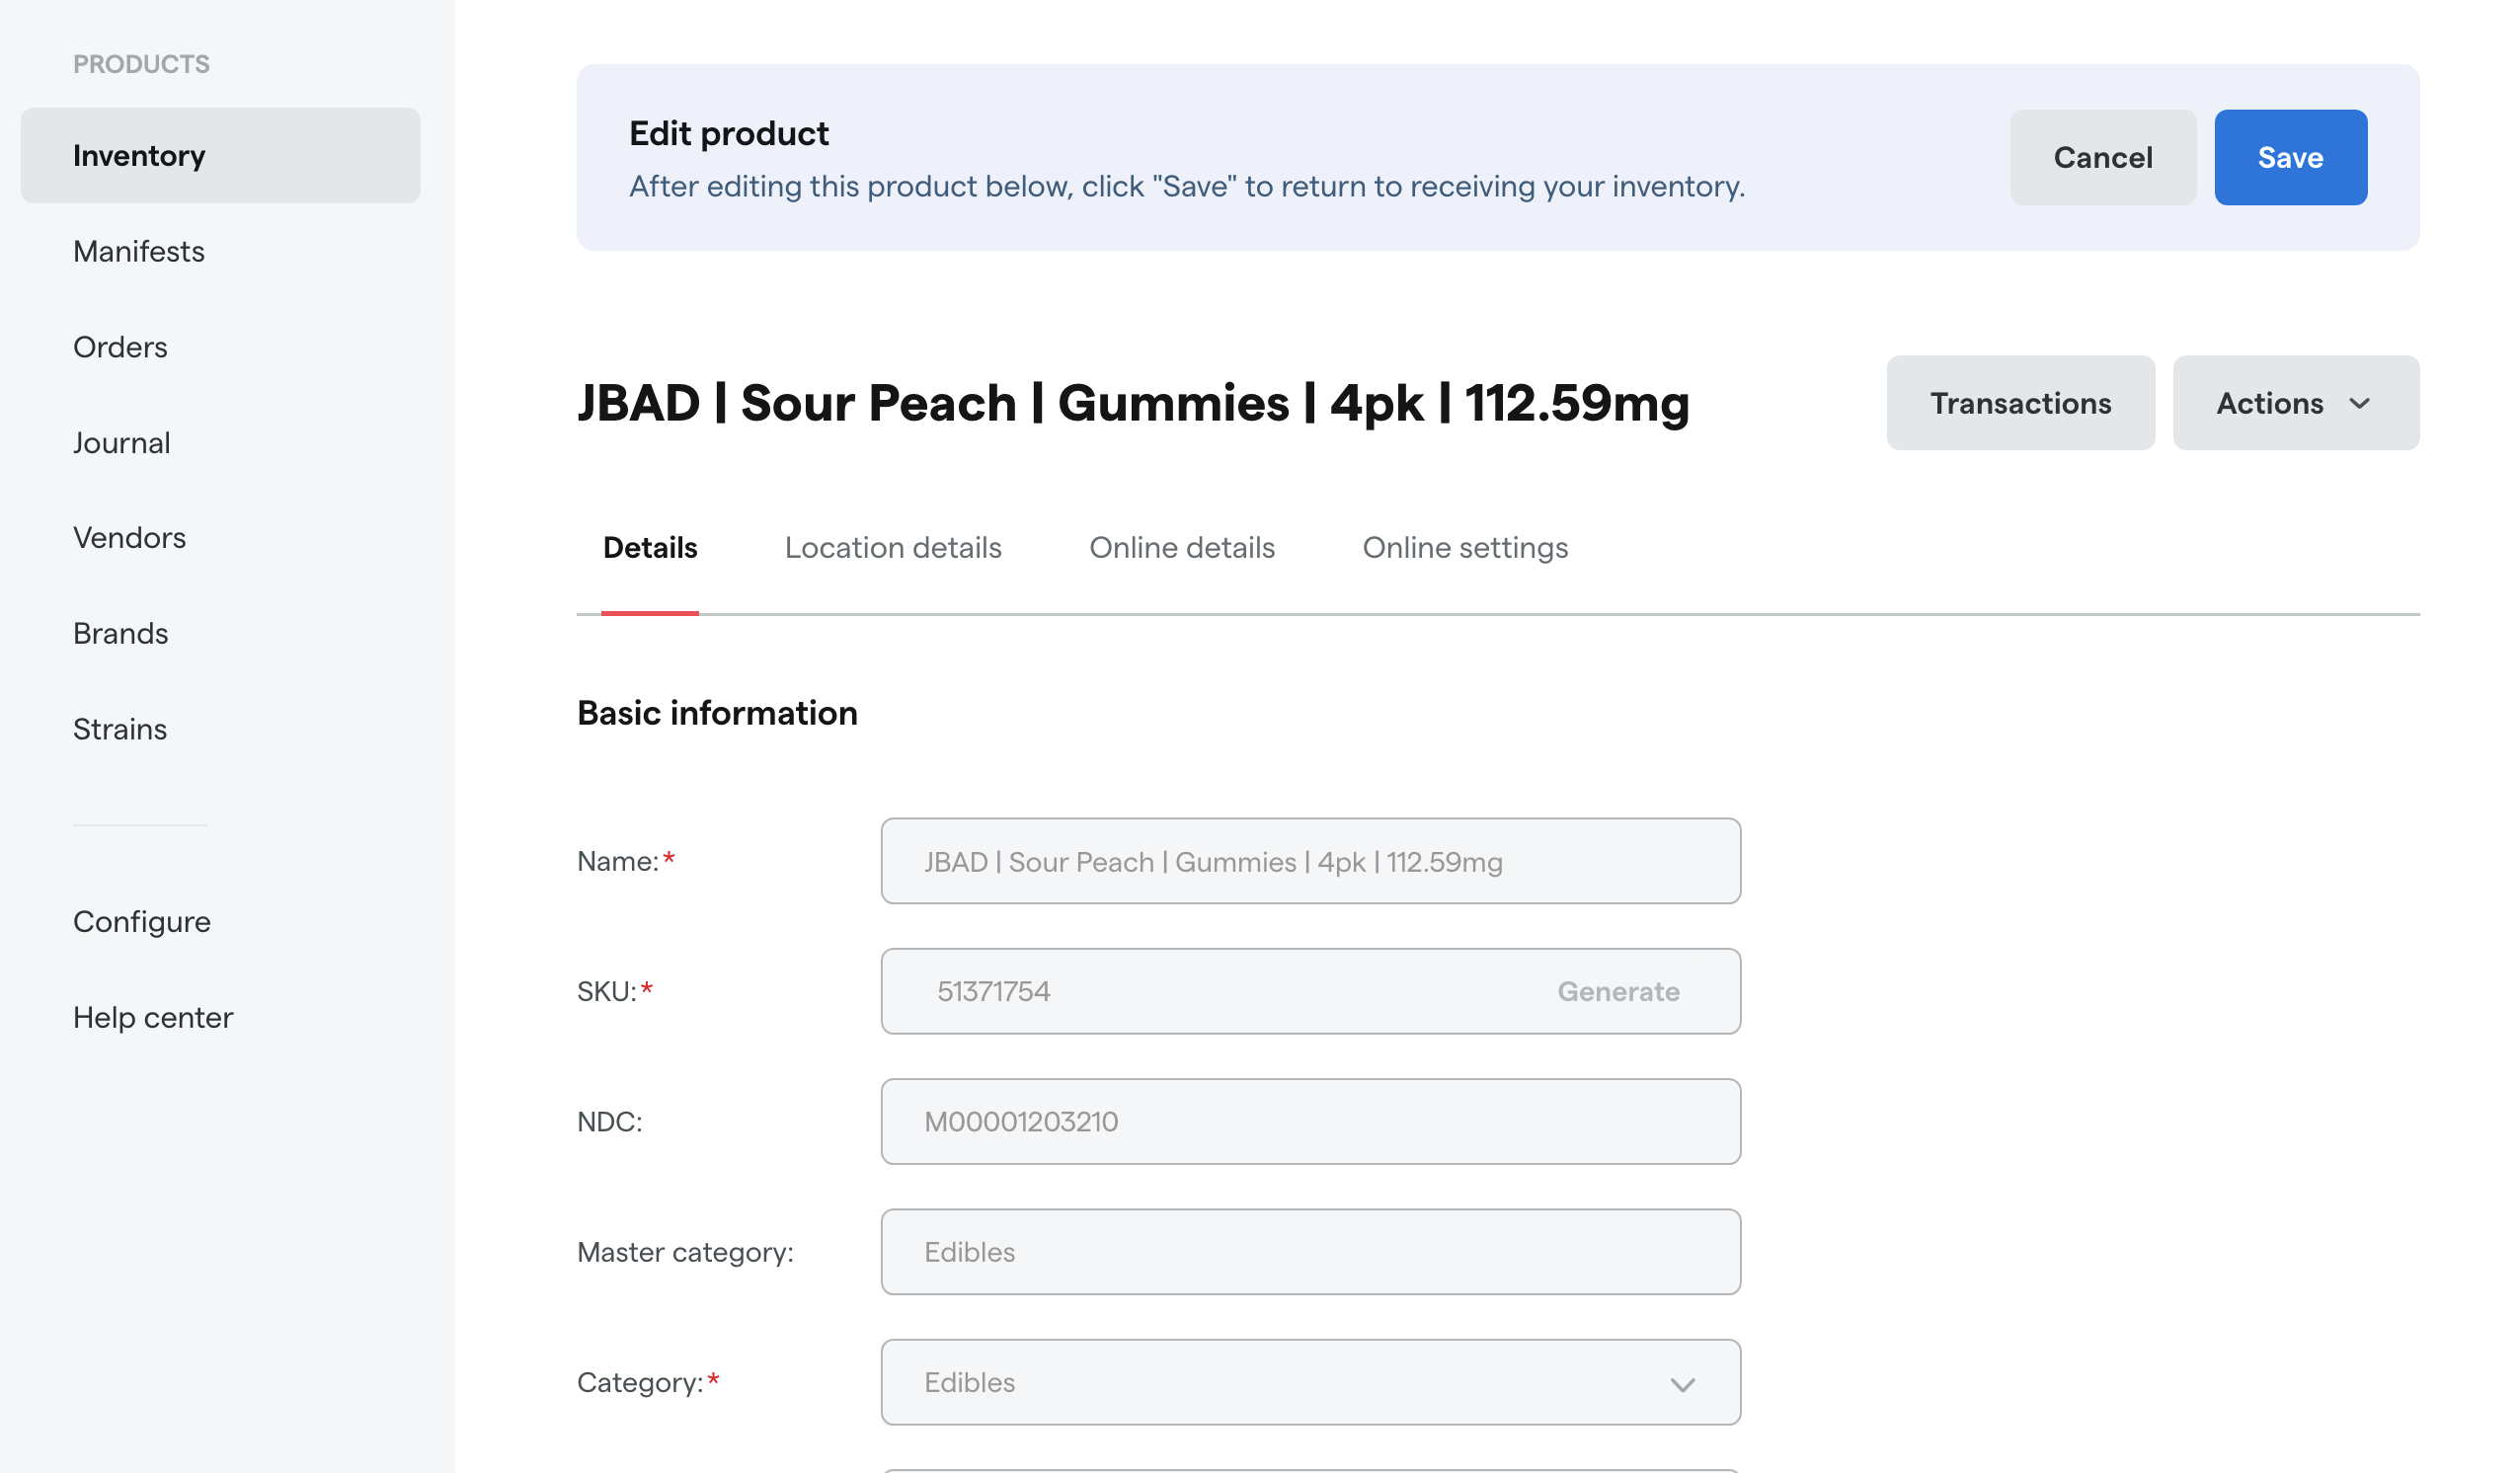 PRODUCTS
Inventory
Manifests
Orders
Journal
Vendors
Brands
Strains
Configure
Help center
Edit product
After editing this product below, click "Save" to return to receiving your inventory.
Cancel
Save
JBAD | Sour Peach | Gummies | 4pk | 112.59mg
Transactions
Actions
Details
Location details
Online details
Online settings
Basic information
Name:*
JBAD | Sour Peach | Gummies | 4pk | 112.59mg
SKU:*
51371754
Generate
NDC:
M00001203210
Master category:
Edibles
Category:*
Edibles